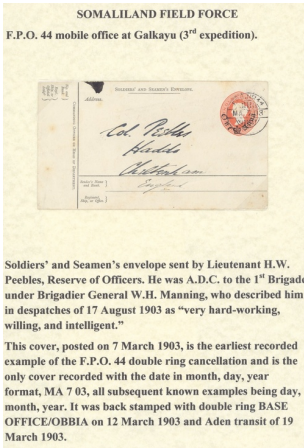 SOMALILAND FIELD FORCE
F.P.O. 44 mobile office at Galkayu (3rd expedition).
SOLDIERS' AND SEAMEN'S ENVELOPE.
Address.
Col. Peebles
Cheltenham
England
Soldiers' and Seamen's envelope sent by Lieutenant H.W.
Peebles, Reserve of Officers. He was A.D.C. to the 1st Brigade
under Brigadier General W.H. Manning, who described him
in despatches of 17 August 1903 as "very hard-working,
willing, and intelligent."
This cover, posted on 7 March 1903, is the earliest recorded
example of the F.P.O. 44 double ring cancellation and is the
only cover recorded with the date in month, day, year
format, MA 7 03, all subsequent known examples being day,
month, year. It was back stamped with double ring BASE
OFFICE/OBBIA on 12 March 1903 and Aden transit of 19
March 1903.